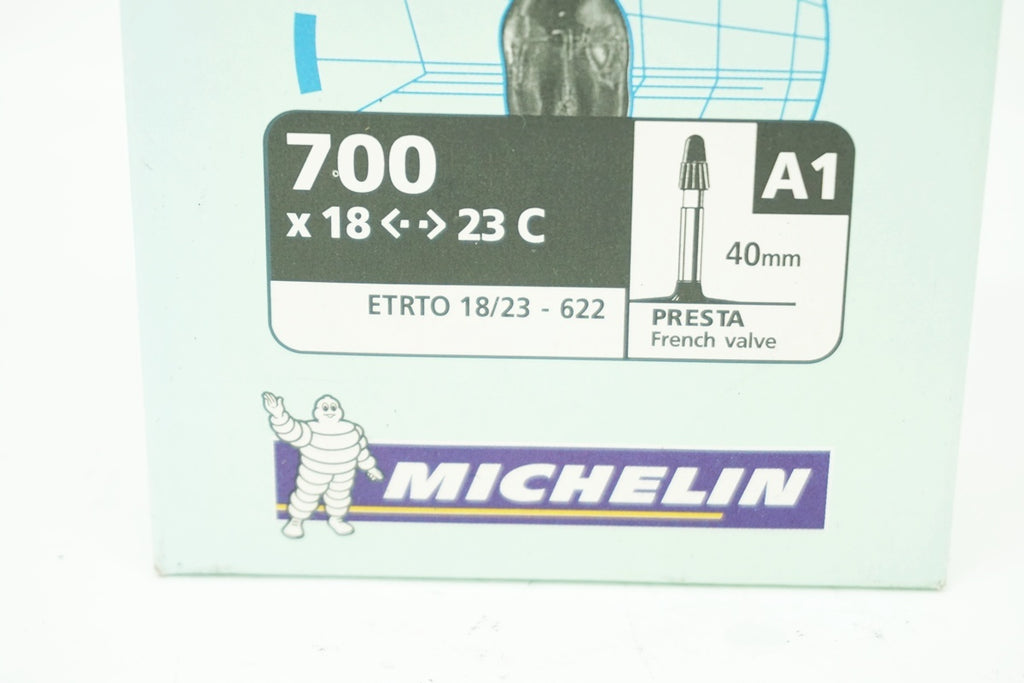 700
x 18 <··> 23 C
ETRTO 18/23 - 622
A1
40mm
PRESTA
French valve
MICHELIN